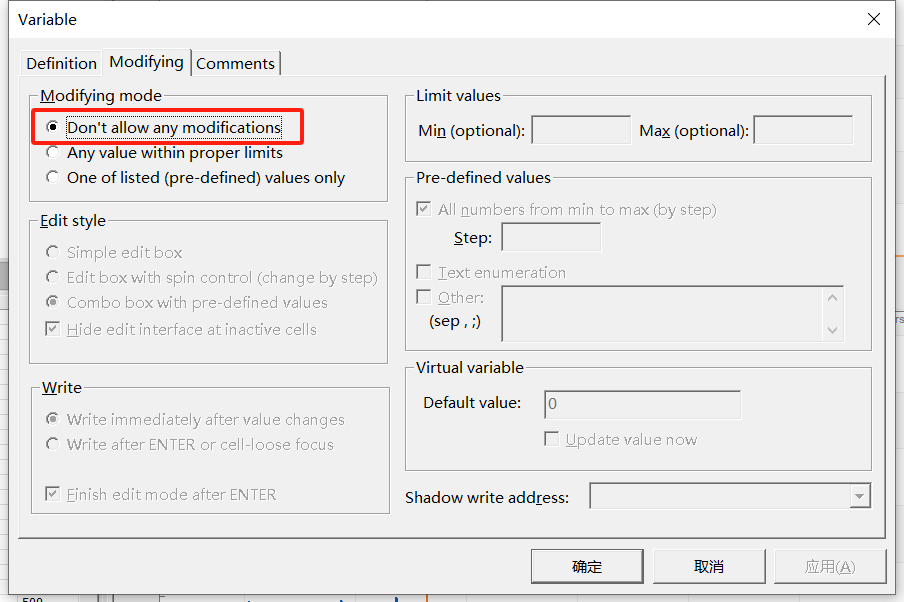 Variable
Definition
Modifying
Comments
Modifying mode
Don't allow any modifications
Any value within proper limits
One of listed (pre-defined) values only
Edit style
Simple edit box
Edit box with spin control (change by step)
Combo box with pre-defined values
Hide edit interface at inactive cells
Write
Write immediately after value changes
Write after ENTER or cell-loose focus
Finish edit mode after ENTER
Limit values
Min (optional):
Max (optional):
Pre-defined values
All numbers from min to max (by step)
Step:
Text enumeration
Other:
(sep , ;)
Virtual variable
Default value:
0
Update value now
Shadow write address:
确定
取消
应用(A)